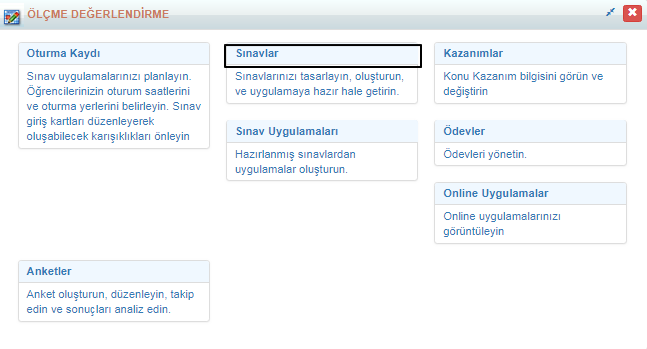 ÖLÇME DEĞERLENDİRME
Oturma Kaydı
Sınav uygulamalarınızı planlayın.
Öğrencilerinizin oturum saatlerini
ve oturma yerlerini belirleyin. Sınav
giriş kartları düzenleyerek
oluşabilecek karışıklıkları önleyin
Sınavlar
Sınavlarınızı tasarlayın, oluşturun,
ve uygulamaya hazır hale getirin.
Kazanımlar
Konu Kazanım bilgisini görün ve
değiştirin
Sınav Uygulamaları
Hazırlanmış sınavlardan
uygulamalar oluşturun.
Ödevler
Ödevleri yönetin.
Online Uygulamalar
Online uygulamalarınızı
görüntüleyin
Anketler
Anket oluşturun, düzenleyin, takip
edin ve sonuçları analiz edin.